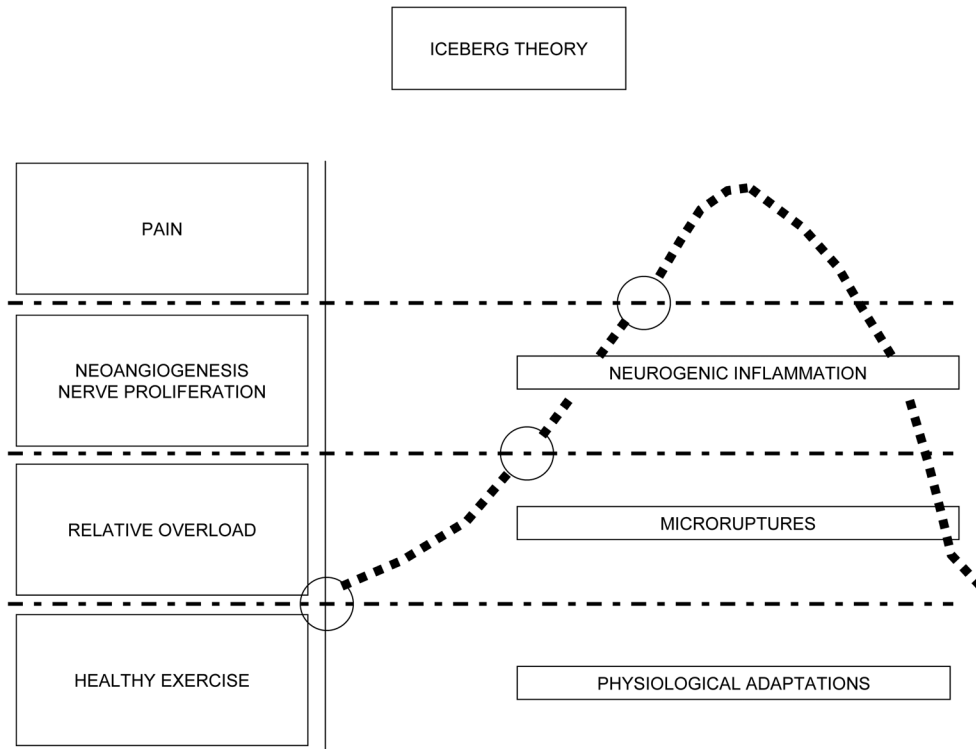 ICEBERG THEORY
PAIN
NEOANGIOGENESIS
NERVE PROLIFERATION
NEUROGENIC INFLAMMATION
RELATIVE OVERLOAD
MICRORUPTURES
HEALTHY EXERCISE
PHYSIOLOGICAL ADAPTATIONS